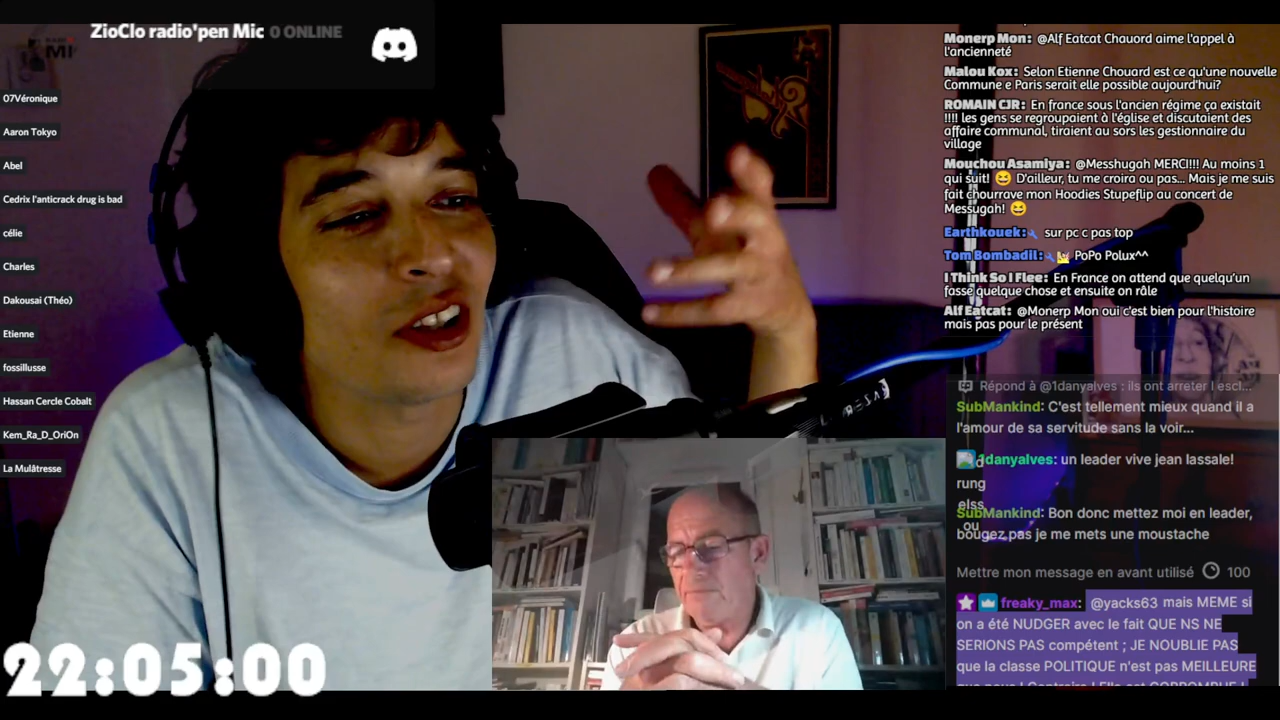 ZioClo radio'pen Mic 0 ONLINE
MI
07Véronique
Aaron Tokyo
Abel
Cedrix l'anticrack drug is bad
célie
Charles
Dakousai (Théo)
Etienne
fossillusse
Hassan Cercle Cobalt
Kem_Ra_D_OriOn
La Mulâtresse
22:05:00
Monerp Mon: @Alf Eatcat Chauord aime l'appel à
l'ancienneté
Malou Kox: Selon Etienne Chouard est ce qu'une nouvelle
Commune e Paris serait elle possible aujourd'hui?
ROMAIN CJR: En france sous l'ancien régime ça existait
!!!! les gens se regroupaient à l'église et discutaient des
affaire communal, tiraient au sors les gestionnaire du
village
Mouchou Asamiya: @Messhugah MERCI!!! Au moins 1
qui suit! 😆 D'ailleur, tu me croira ou pas... Mais je me suis
fait chourrave mon Hoodies Stupeflip au concert de
Messugah! 😆
Earthkouek: sur pc c pas top
Tom Bombadil: PoPo Polux^^
I Think So I Flee: En France on attend que quelqu'un
fasse quelque chose et ensuite on râle
Alf Eatcat: @Monerp Mon oui c'est bien pour l'histoire
mais pas pour le présent
Répond à @1danyalves : ils ont arreter l escl...
SubMankind: C'est tellement mieux quand il a
l'amour de sa servitude sans la voir...
1danyalves: un leader vive jean lassale!
rung
elss
SubMankind: Bon donc mettez moi en leader,
ou
bougez pas je me mets une moustache
Mettre mon message en avant utilisé 100
freaky_max: @yacks63 mais MEME si
on a été NUDGER avec le fait QUE NS NE
SERIONS PAS compétent ; JE NOUBLIE PAS
que la classe POLITIQUE n'est pas MEILLEURE